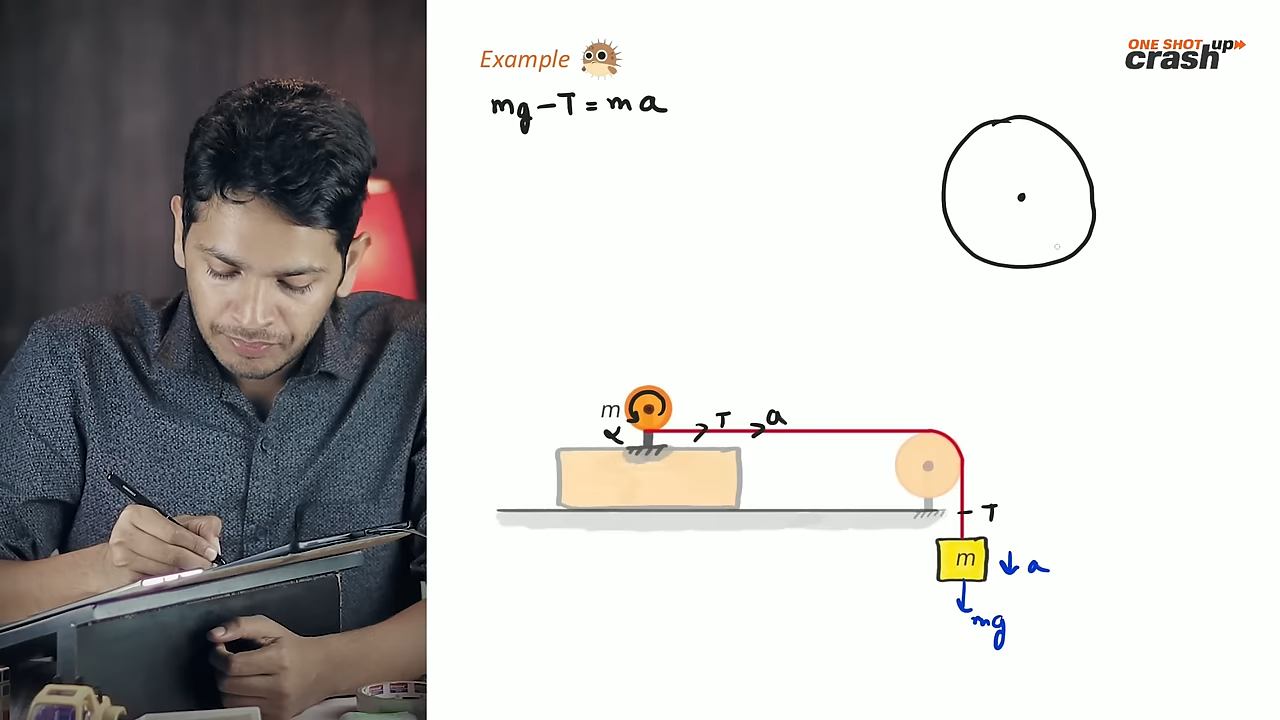 Example
ONE SHOT up
crash
mg - T = ma
m
α
T
a
T
m
a
mg